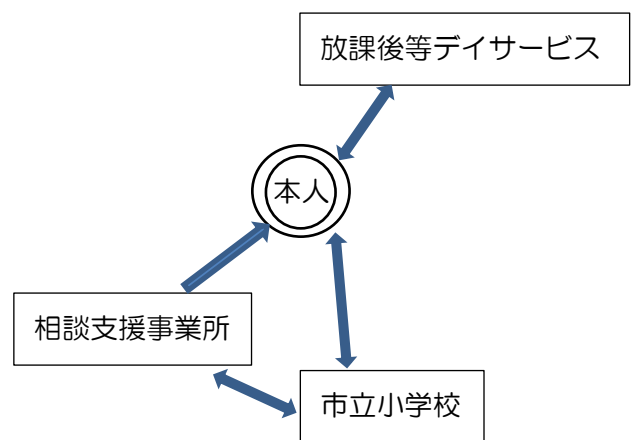 放課後等デイサービス
本人
相談支援事業所
市立小学校